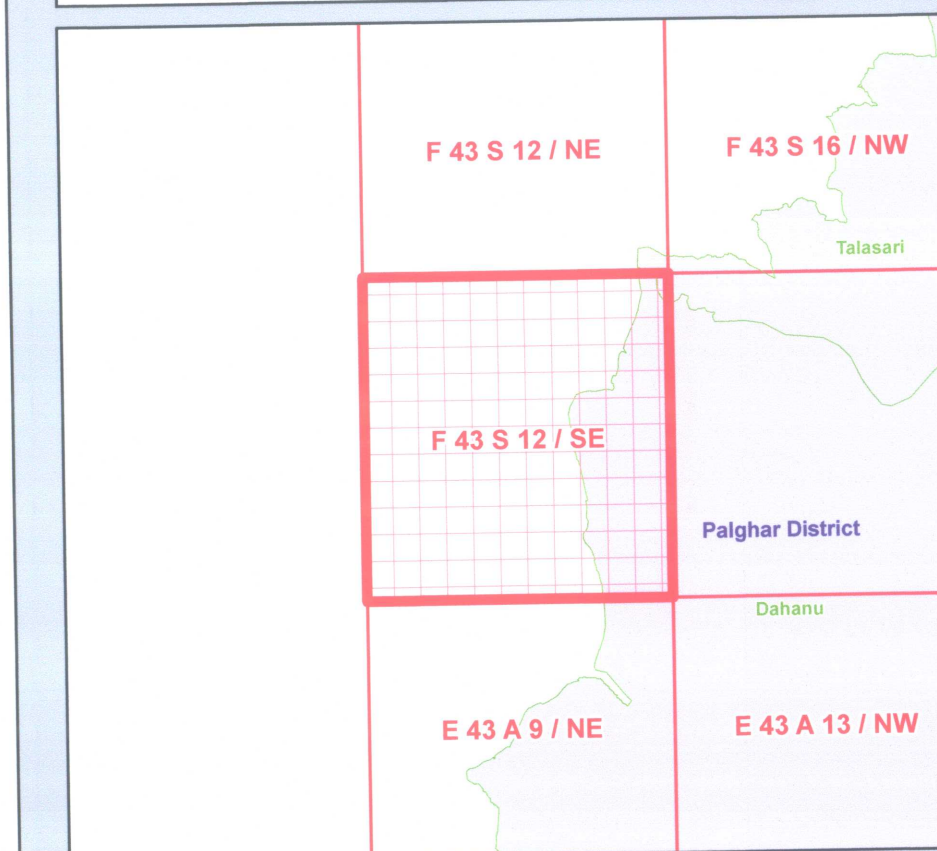 F 43 S 12 / NE
F 43 S 16 / NW
Talasari
F 43 S 12 / SE
Palghar District
Dahanu
E 43 A 9 / NE
E 43 A 13 / NW